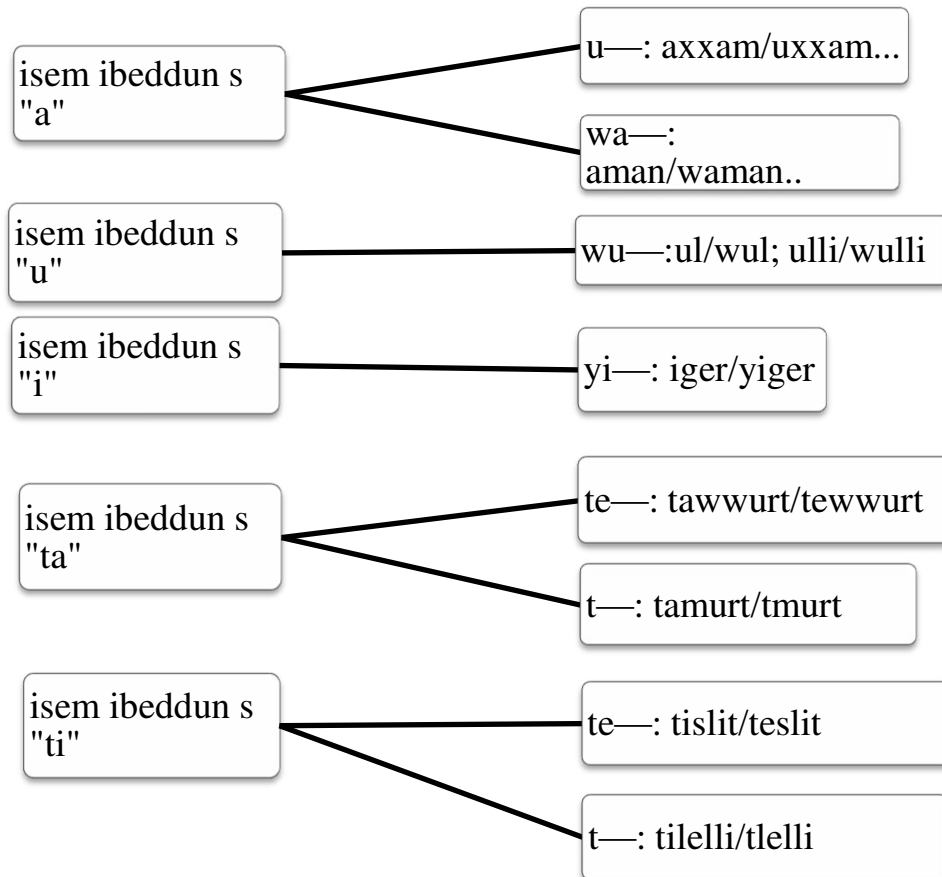 isem ibeddun s
"a"
u—: axxam/uxxam...
wa—:
aman/waman..
isem ibeddun s
"u"
wu—:ul/wul; ulli/wulli
isem ibeddun s
"i"
yi—: iger/yiger
isem ibeddun s
"ta"
te—: tawwurt/tewwurt
t—: tamurt/tmurt
isem ibeddun s
"ti"
te—: tislit/teslit
t—: tilelli/tlelli